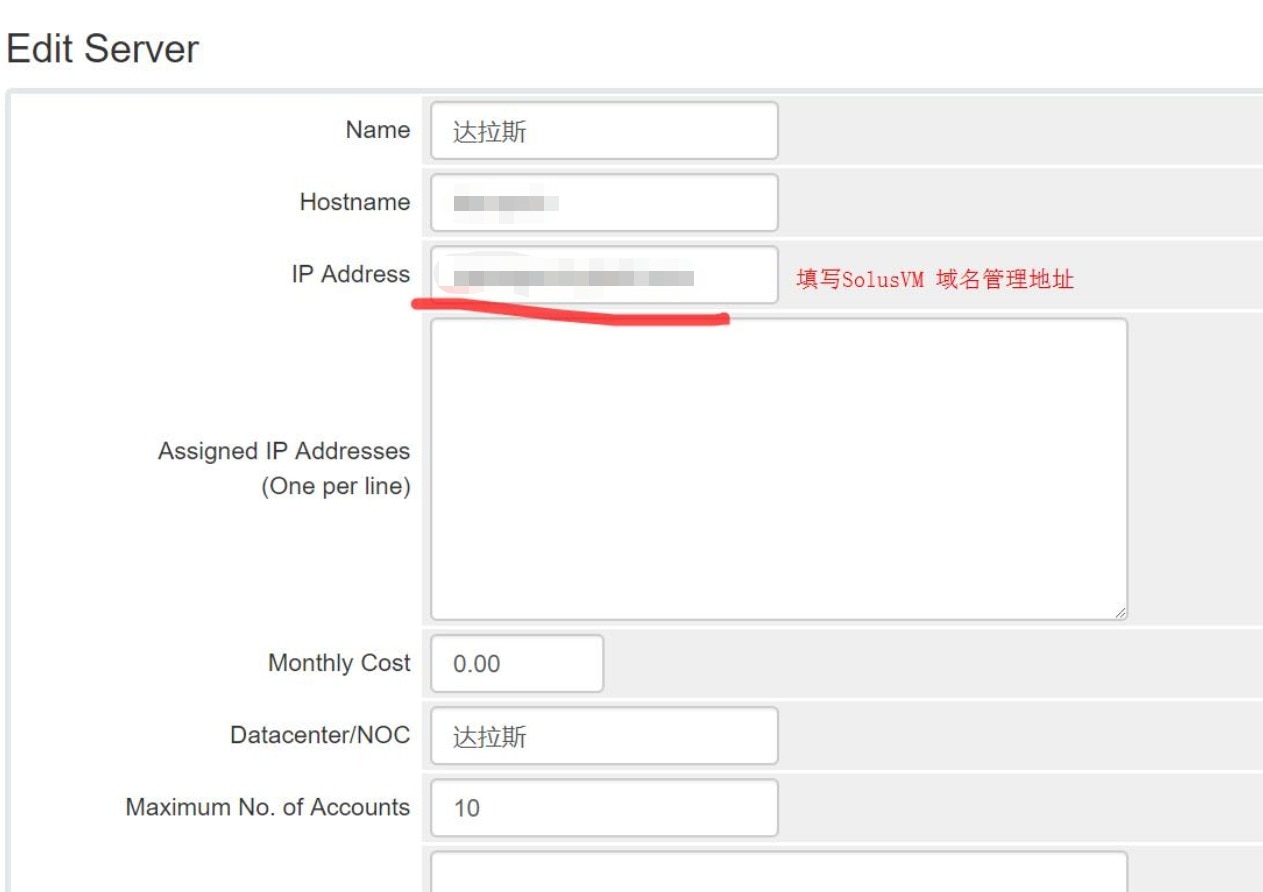 Edit Server
Name 达拉斯
Hostname
IP Address 填写SolusVM 域名管理地址
Assigned IP Addresses
(One per line)
Monthly Cost 0.00
Datacenter/NOC 达拉斯
Maximum No. of Accounts 10